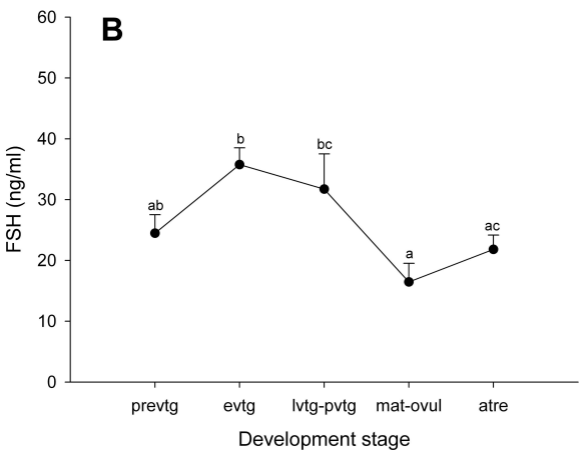 B
60
50
40
30
20
10
0
FSH (ng/ml)
ab
b
bc
a
ac
prevtg evtg lvtg-pvtg mat-ovul atre
Development stage